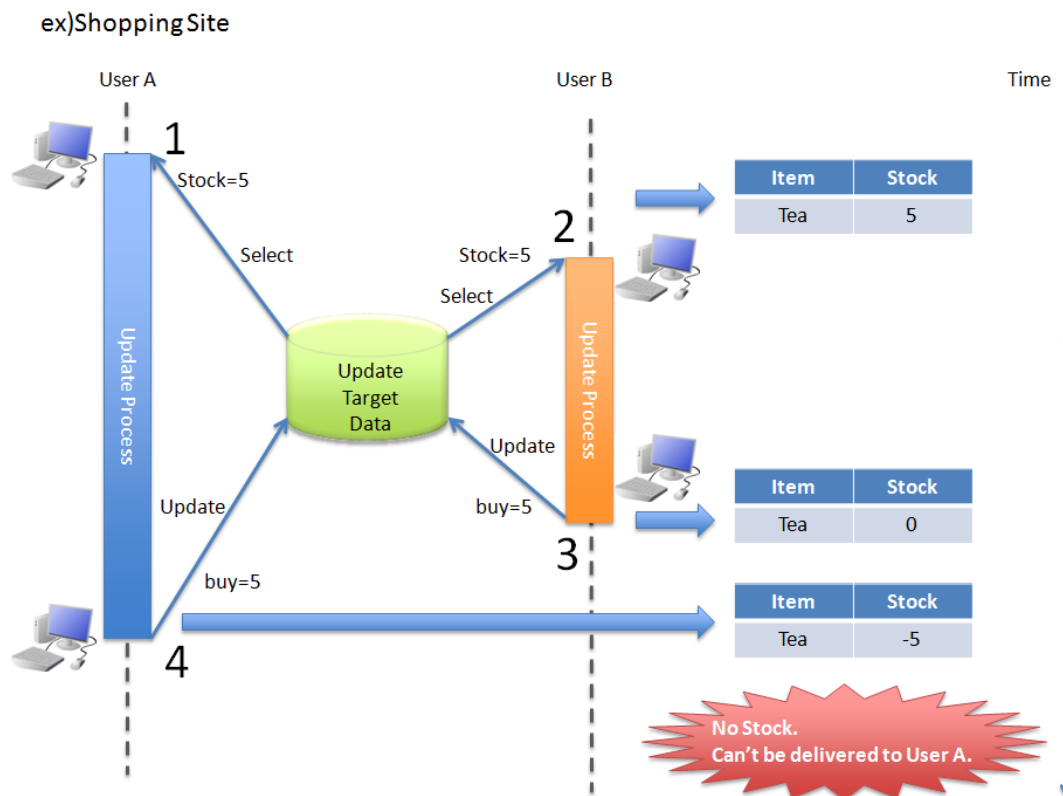 ex)Shopping Site
User A
User B
Time
1
Stock=5
Select
2
Stock=5
Select
Item Stock
Tea 5
Update Process
Update
Target
Data
Update Process
Update
buy=5
Update
buy=5
3
Item Stock
Tea 0
4
Item Stock
Tea -5
No Stock.
Can't be delivered to User A.